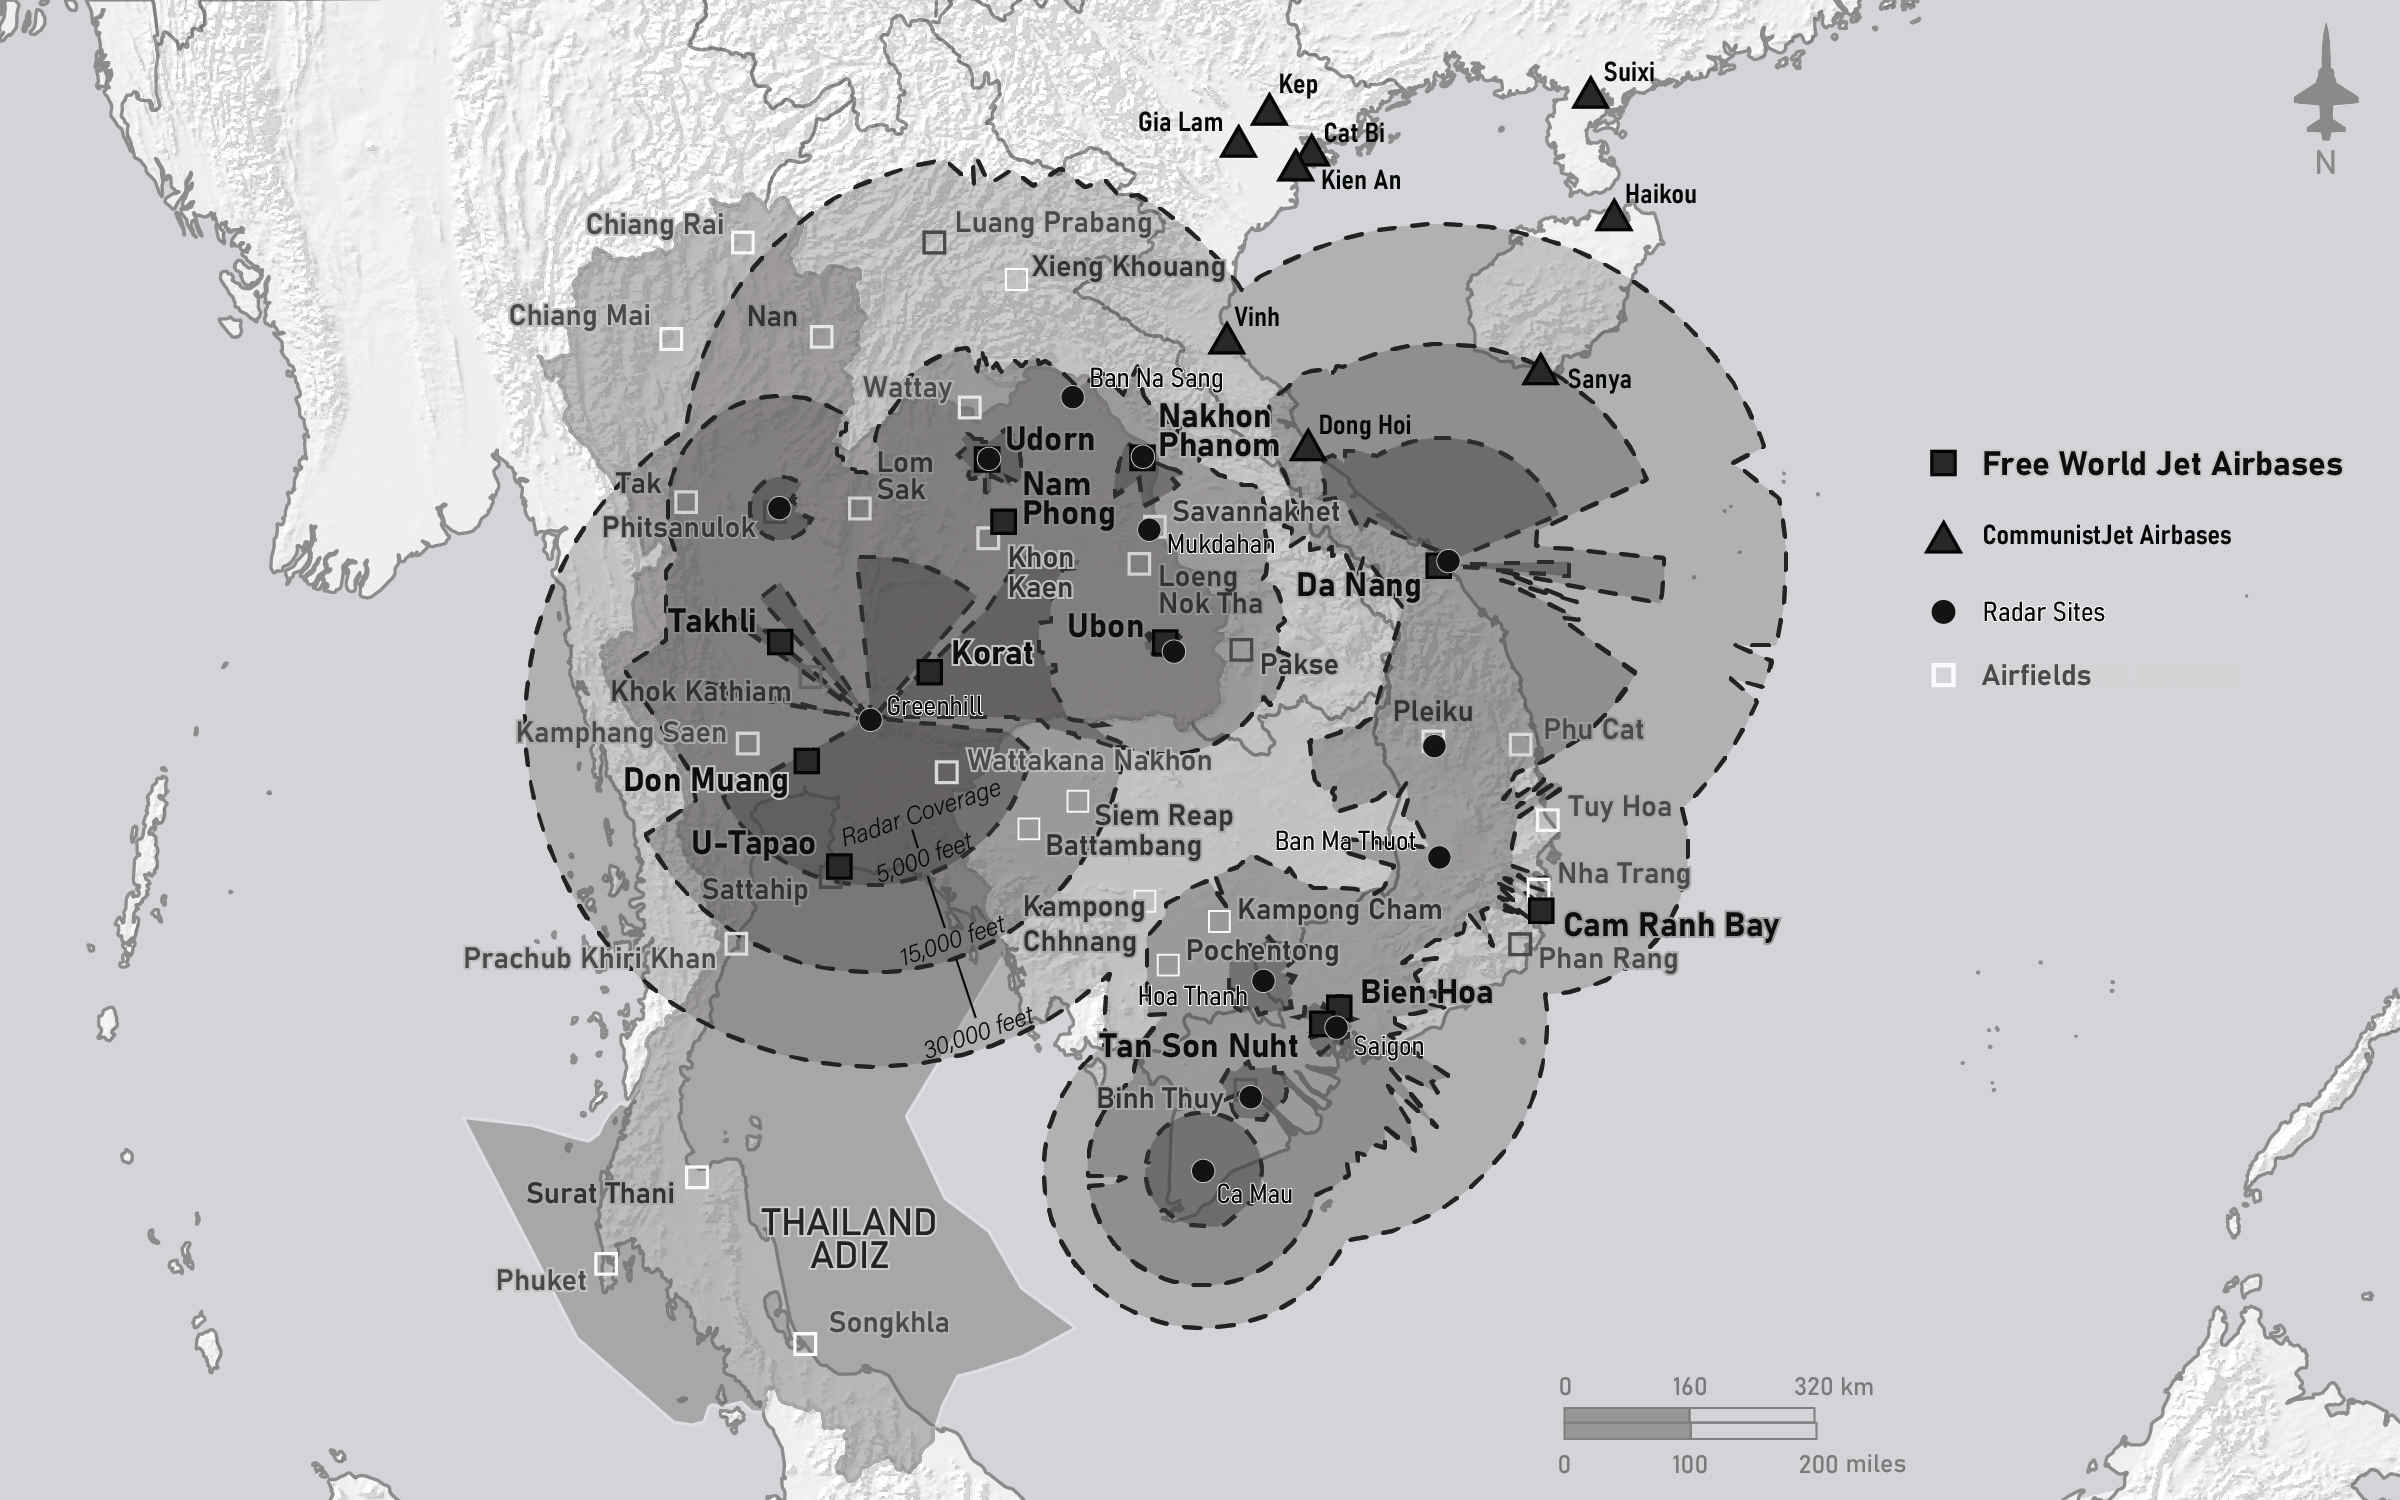 Suixi
Kep
Gia Lam
Cat Bi
Kien An
N
Haikou
Chiang Rai
Luang Prabang
Xieng Khouang
Chiang Mai
Nan
Vinh
Wattay
Ban Na Sang
Sanya
Nakhon
Phanom
Dong Hoi
Udorn
Lom
Sak
Tak
Nam
Phong
Phitsanulok
Savannakhet
Mukdahan
Khon
Kaen
Loeng
Nok Tha
Da Nang
Takhli
Ubon
Korat
Pakse
Khok Kathiam
Greenhill
Kamphang Saen
Pleiku
Phu Cat
Wattakana Nakhon
Don Muang
Radar Coverage
Siem Reap
Battambang
Tuy Hoa
U-Tapao
5,000 feet
Ban Ma Thuot
Sattahip
Nha Trang
Kampong
Chhnang
Kampong Cham
Cam Ranh Bay
15,000 feet
Pochentong
Phan Rang
Prachub Khiri Khan
Hoa Thanh
Bien Hoa
30,000 feet
Tan Son Nuht
Saigon
Binh Thuy
Surat Thani
Ca Mau
THAILAND
ADIZ
Phuket
Songkhla
Free World Jet Airbases
CommunistJet Airbases
Radar Sites
Airfields
0 160 320 km
0 100 200 miles